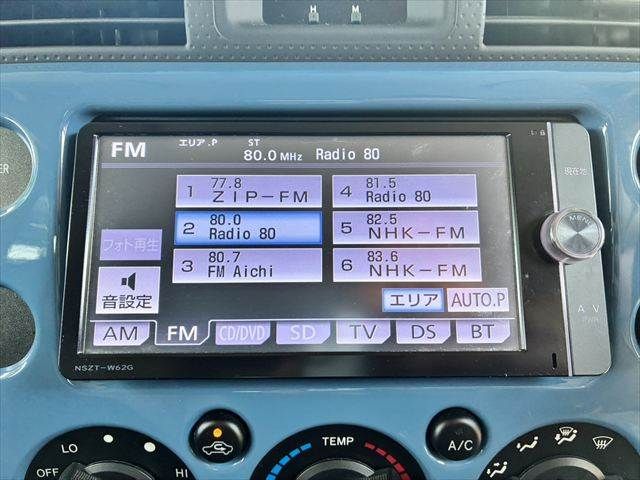 H M
FM エリア.P ST 80.0 MHz Radio 80
1 77.8 ZIP-FM
4 81.5 Radio 80
2 80.0 Radio 80
5 82.5 NHK-FM
3 80.7 FM Aichi
6 83.6 NHK-FM
フォト再生
音設定
エリア AUTO.P
AM FM CD/DVD SD TV DS BT
NSZT-W62G
現在地
MENU
A V
ER
LO
OFF HI
TEMP
A/C